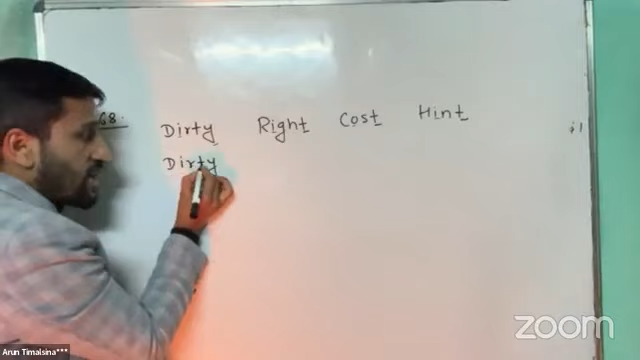 68.
Dirty Right Cost Hint
Dirty
zoom
Arun Timalsina***